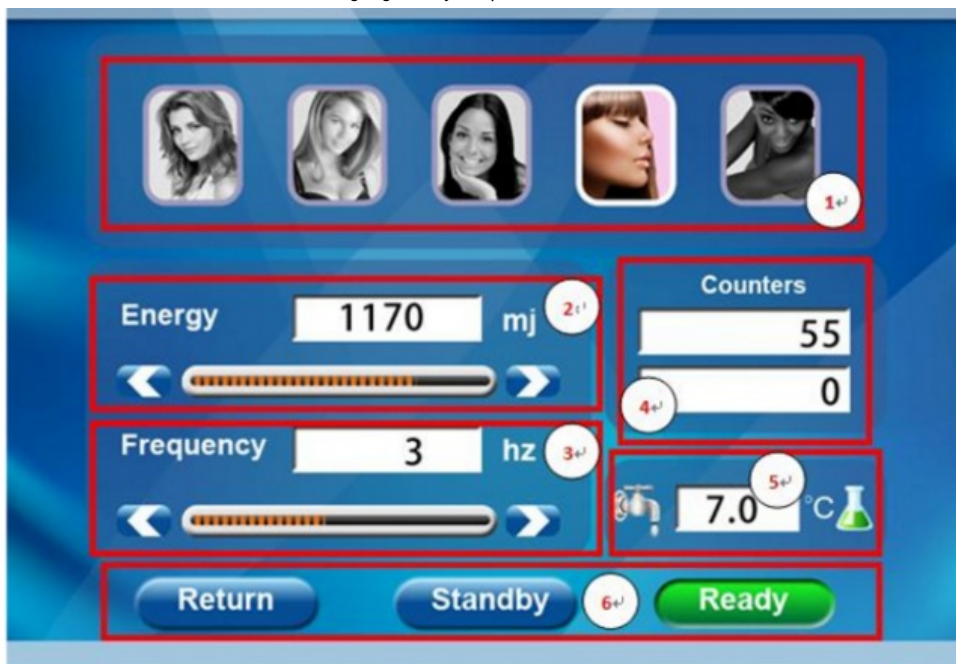 1↵
Energy 1170 mj 2↵
Counters
55
0
4↵
Frequency 3 hz 3↵
7.0 °C 5↵
Return Standby 6↵ Ready